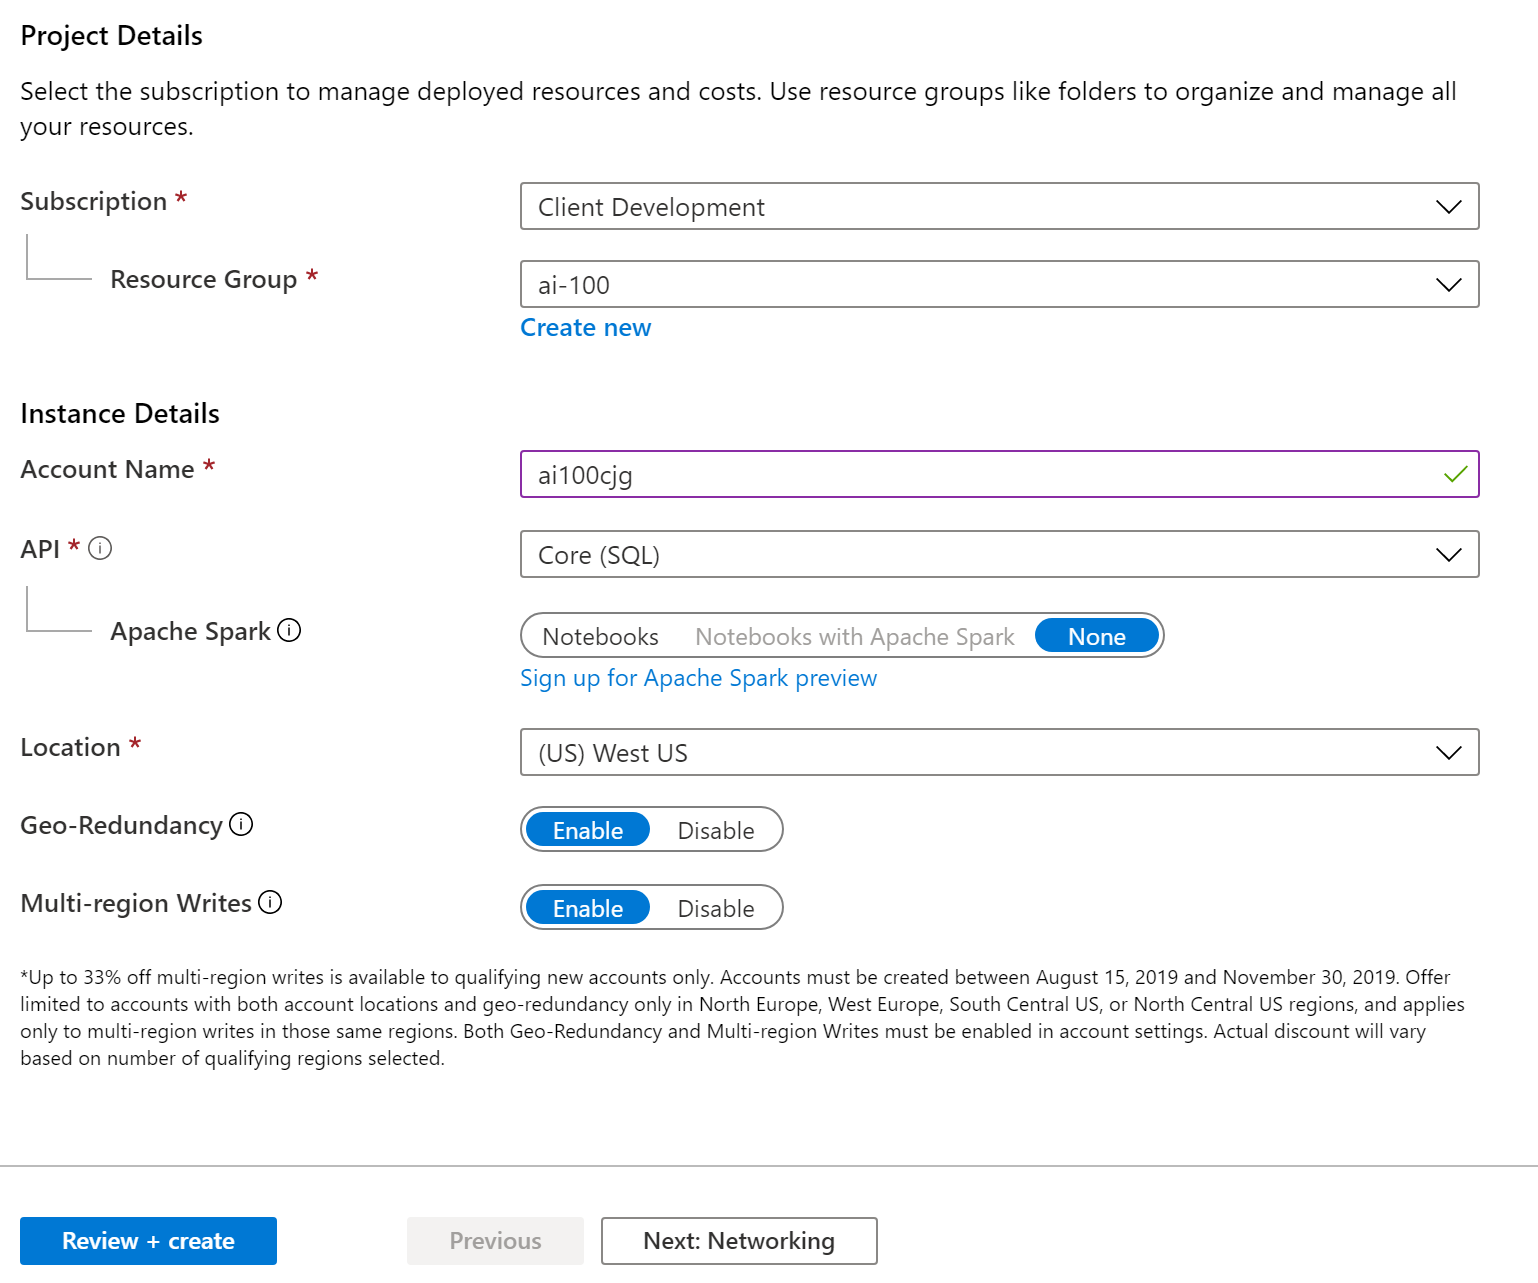 Project Details
Select the subscription to manage deployed resources and costs. Use resource groups like folders to organize and manage all
your resources.
Subscription *
Client Development
Resource Group *
ai-100
Create new
Instance Details
Account Name *
ai100cjg
API *
Core (SQL)
Apache Spark
Notebooks Notebooks with Apache Spark None
Sign up for Apache Spark preview
Location *
(US) West US
Geo-Redundancy
Enable Disable
Multi-region Writes
Enable Disable
*Up to 33% off multi-region writes is available to qualifying new accounts only. Accounts must be created between August 15, 2019 and November 30, 2019. Offer
limited to accounts with both account locations and geo-redundancy only in North Europe, West Europe, South Central US, or North Central US regions, and applies
only to multi-region writes in those same regions. Both Geo-Redundancy and Multi-region Writes must be enabled in account settings. Actual discount will vary
based on number of qualifying regions selected.
Review + create Previous Next: Networking